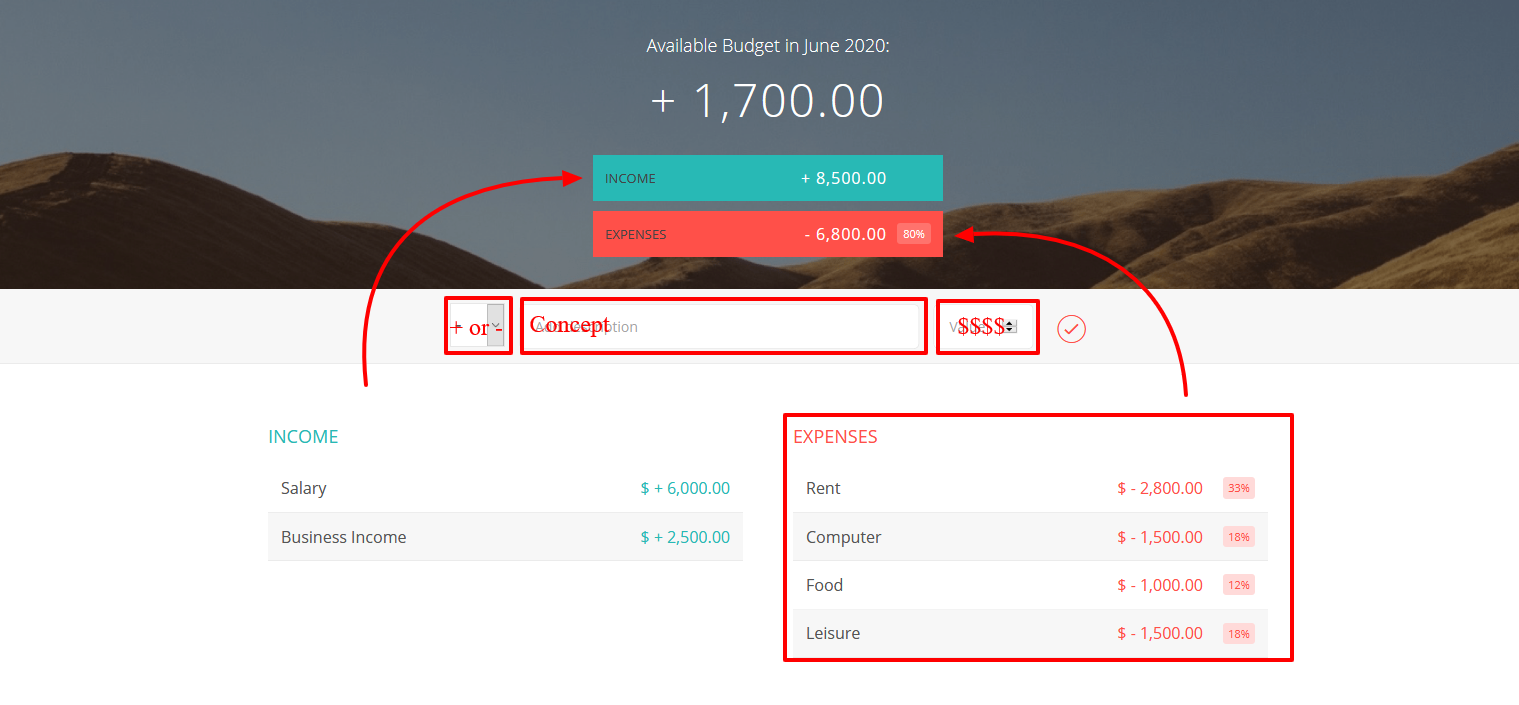 Available Budget in June 2020:
+ 1,700.00
INCOME + 8,500.00
EXPENSES - 6,800.00 80%
+ or - Concept Add description $$$$
INCOME
Salary $ + 6,000.00
Business Income $ + 2,500.00
EXPENSES
Rent $ - 2,800.00 33%
Computer $ - 1,500.00 18%
Food $ - 1,000.00 12%
Leisure $ - 1,500.00 18%